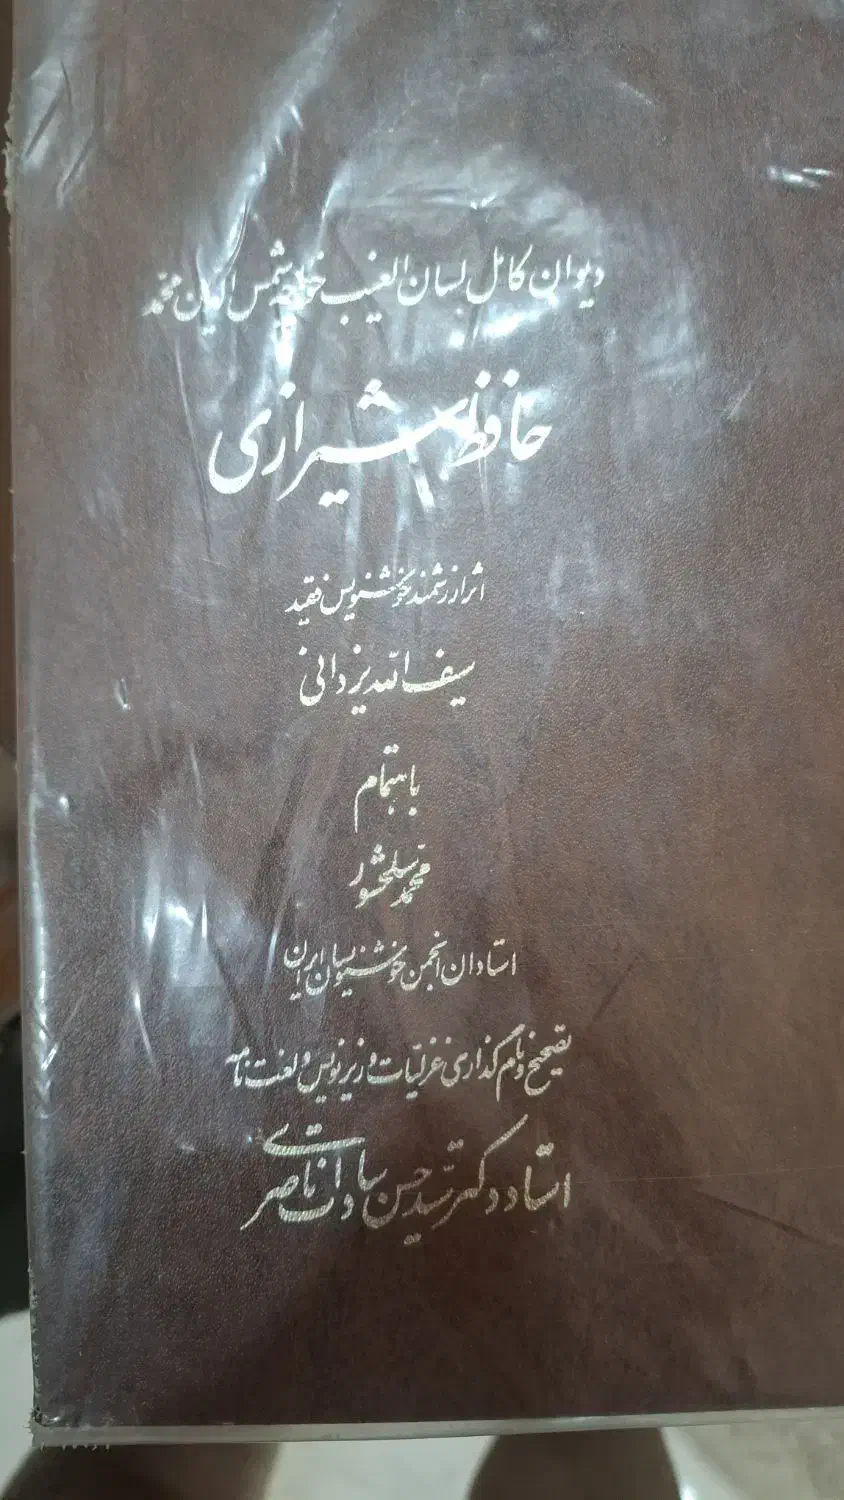 دیوان کامل لسان الغیب خواجه شمس الدین محمد
حافظ شیرازی
اثر ارزشمند خوشنویس فقید
سیف الله یزدانی
باهتمام
محمد سلحشور
استادان انجمن خوشنویسان ایران
تصحیح و نام گذاری غزلیات و زیرنویس و لغت نامه
استاد دکتر سید حسن سادات ناصری